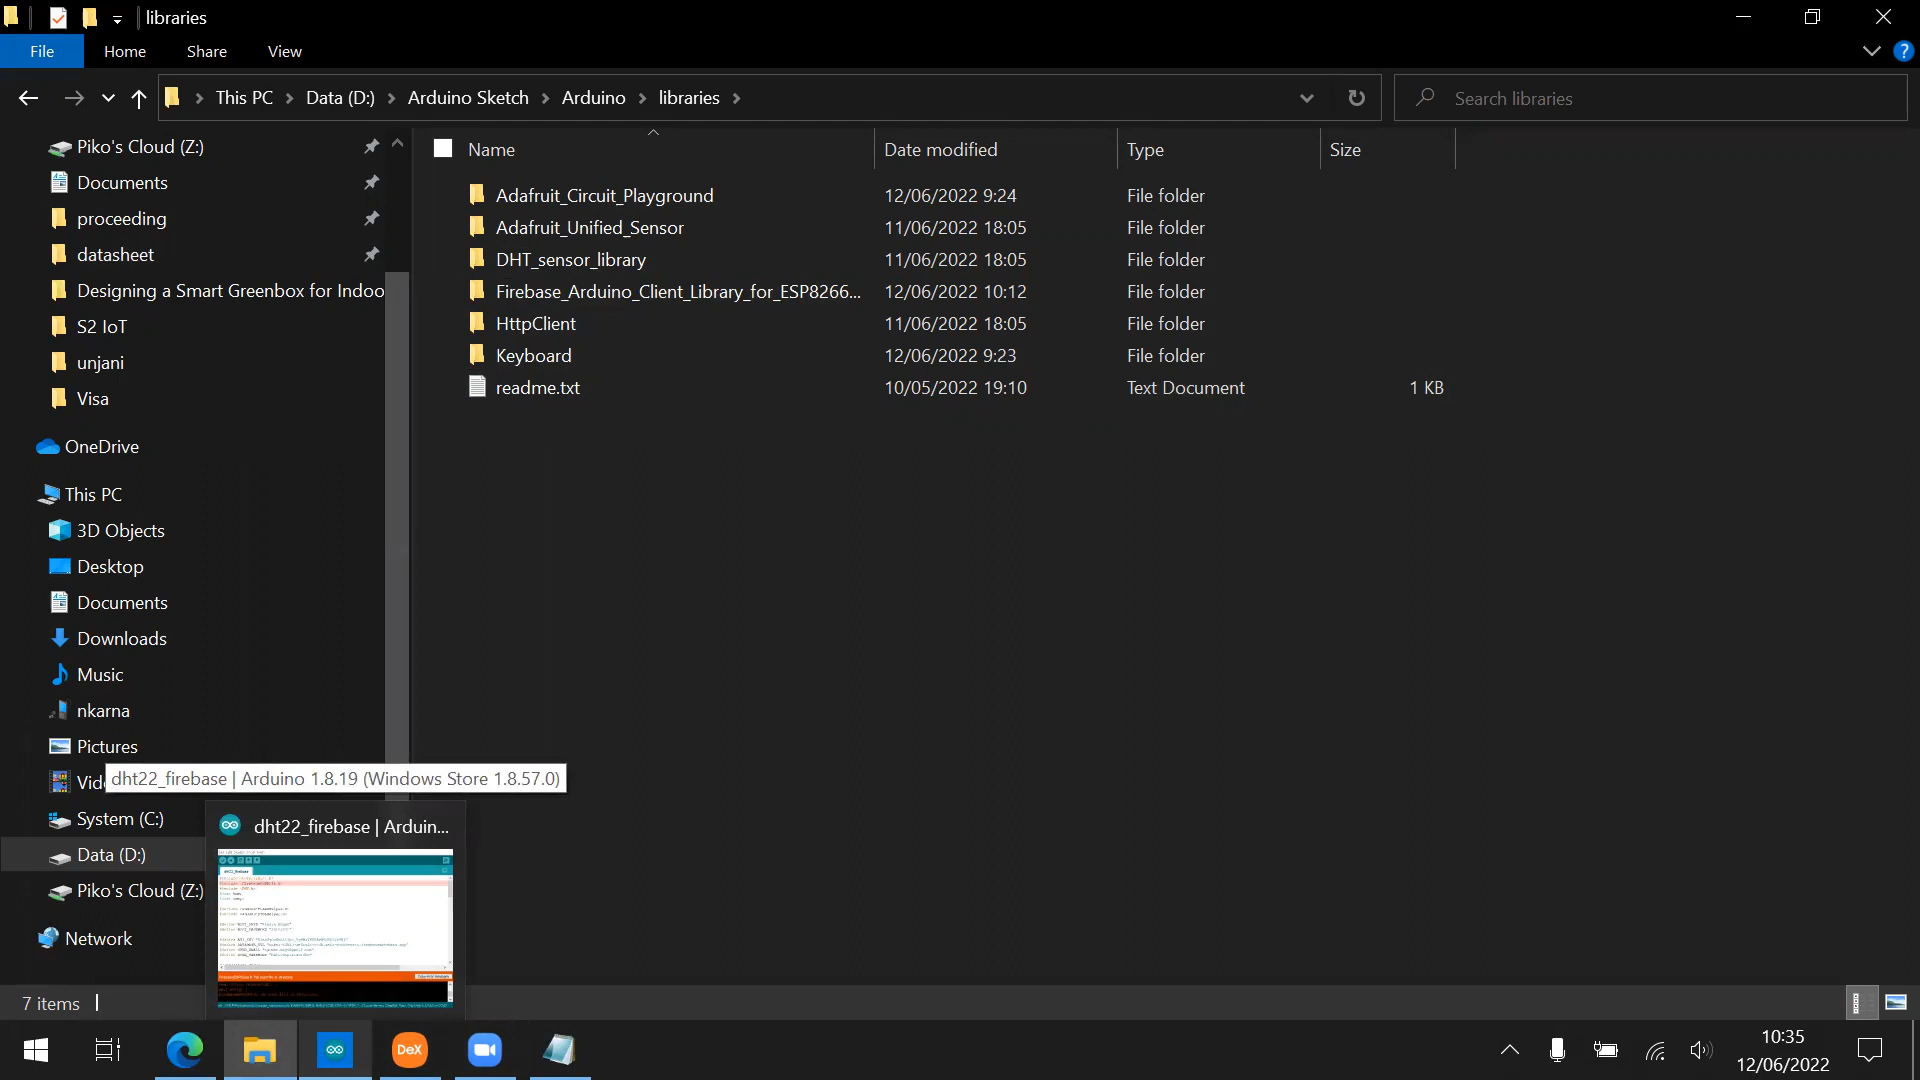 libraries
File
Home
Share
View
?
This PC
Data (D:)
Arduino Sketch
Arduino
libraries
Search libraries
Piko's Cloud (Z:)
Documents
proceeding
datasheet
Designing a Smart Greenbox for Indoo
S2 IoT
unjani
Visa
OneDrive
This PC
3D Objects
Desktop
Documents
Downloads
Music
nkarna
Pictures
Vid
System (C:)
Data (D:)
Piko's Cloud (Z:)
Network
Name Date modified Type Size
Adafruit_Circuit_Playground 12/06/2022 9:24 File folder
Adafruit_Unified_Sensor 11/06/2022 18:05 File folder
DHT_sensor_library 11/06/2022 18:05 File folder
Firebase_Arduino_Client_Library_for_ESP8266... 12/06/2022 10:12 File folder
HttpClient 11/06/2022 18:05 File folder
Keyboard 12/06/2022 9:23 File folder
readme.txt 10/05/2022 19:10 Text Document 1 KB
dht22_firebase | Arduino 1.8.19 (Windows Store 1.8.57.0)
dht22_firebase | Arduin...
7 items
DeX
10:35
12/06/2022